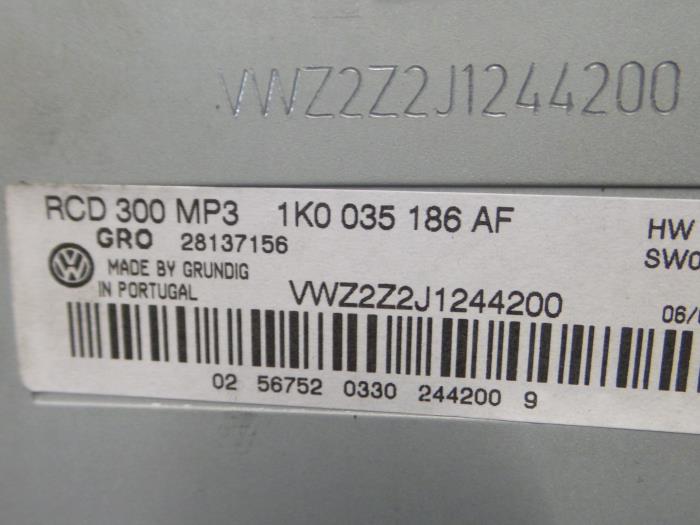 VWZ2Z2J1244200
RCD 300 MP3 1K0 035 186 AF HW
GRO 28137156 SW0
MADE BY GRUNDIG
IN PORTUGAL VWZ2Z2J1244200 06/
02 56752 0330 244200 9